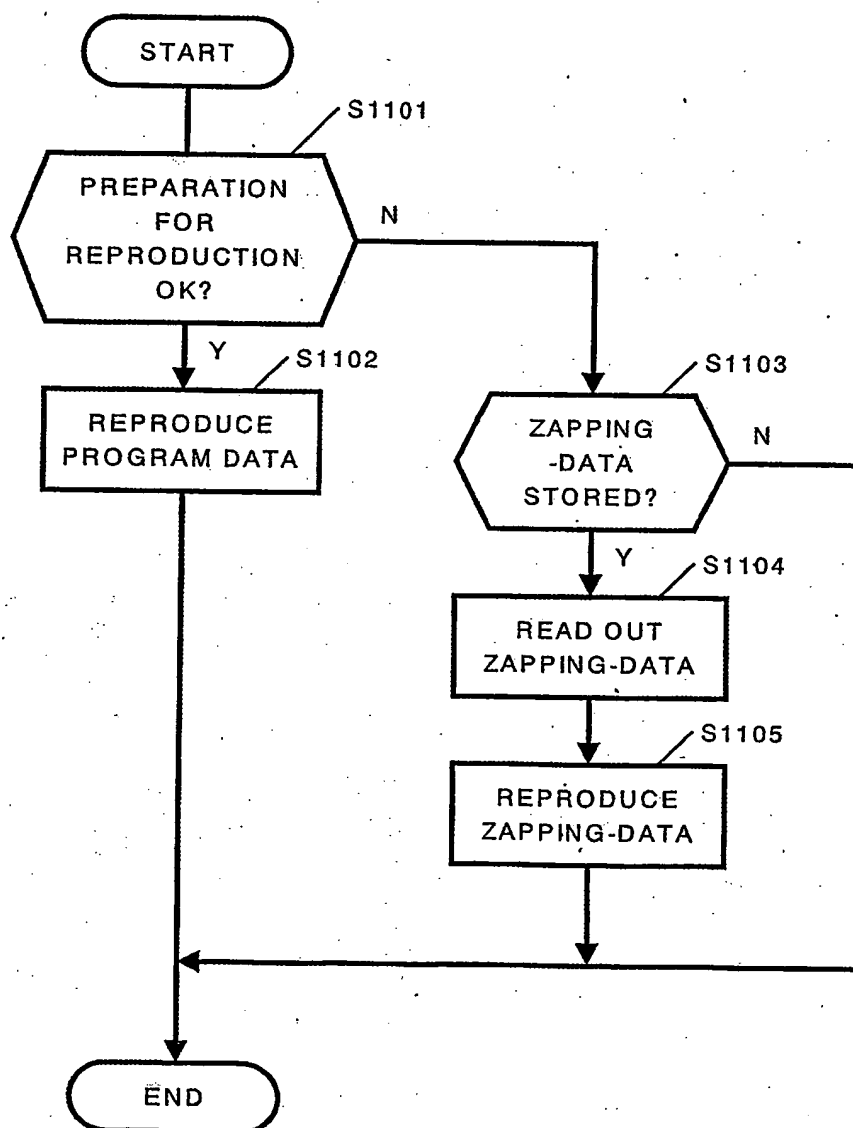 START
S1101
PREPARATION
FOR
REPRODUCTION
OK?
N
Y
S1102
REPRODUCE
PROGRAM DATA
S1103
ZAPPING
-DATA
STORED?
N
Y
S1104
READ OUT
ZAPPING-DATA
S1105
REPRODUCE
ZAPPING-DATA
END